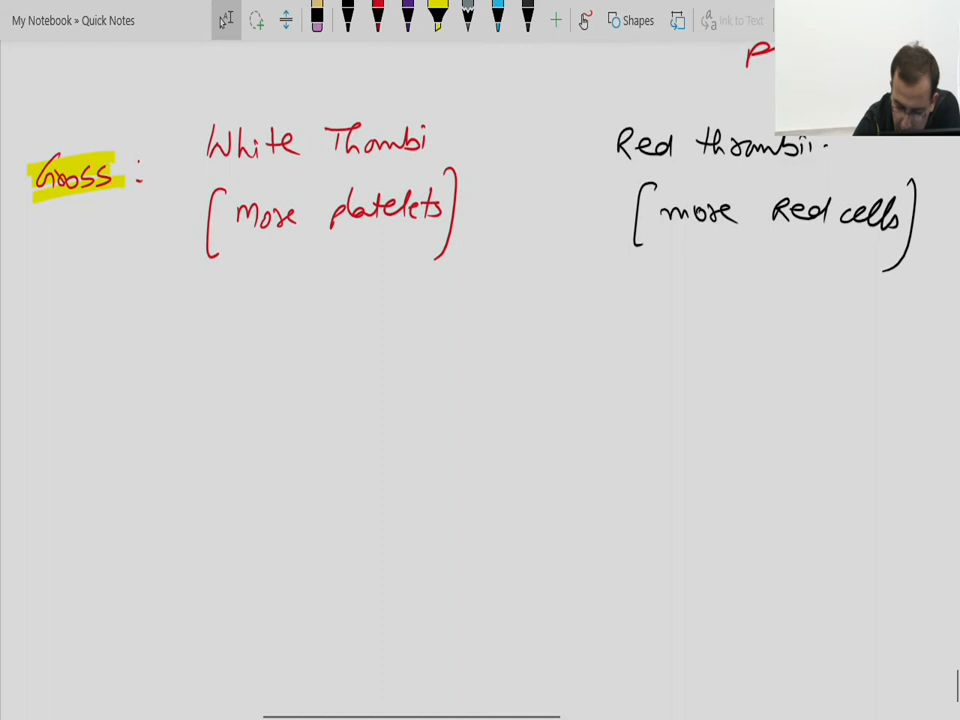 My Notebook » Quick Notes
Shapes
Ink to Text
P
White Thombi
Red thrombii.
Gross :
[More platelets]
[more Red cells]